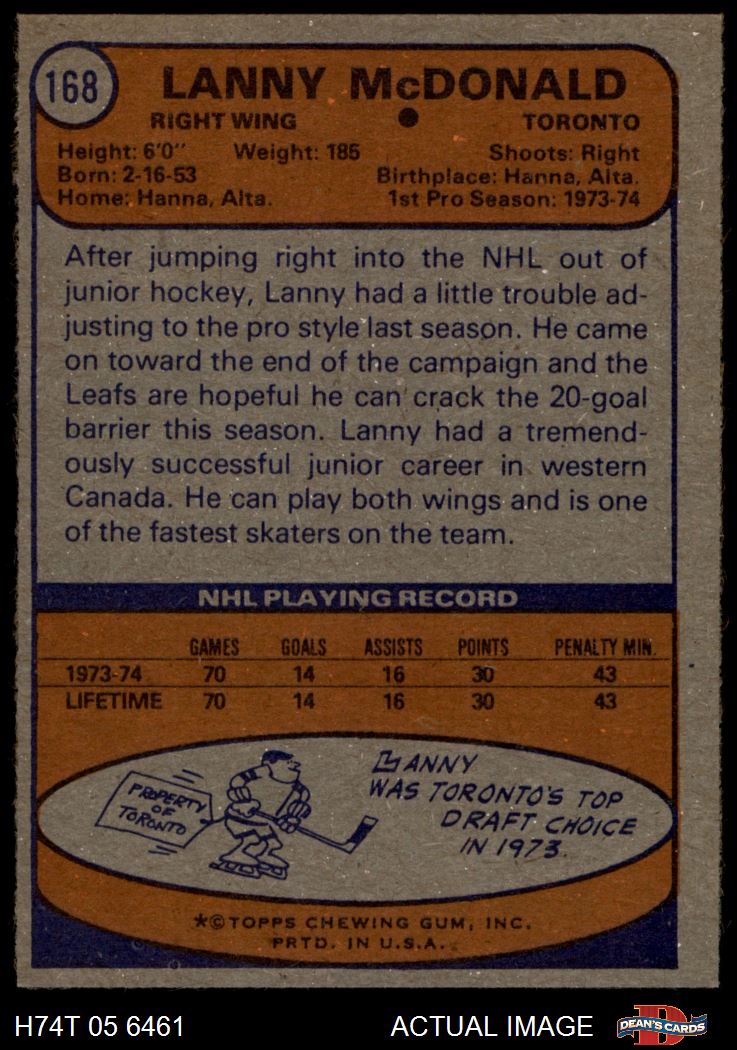 168
LANNY McDONALD
RIGHT WING ● TORONTO
Height: 6'0" Weight: 185 Shoots: Right
Born: 2-16-53 Birthplace: Hanna, Alta.
Home: Hanna, Alta. 1st Pro Season: 1973-74
After jumping right into the NHL out of
junior hockey, Lanny had a little trouble ad-
justing to the pro style last season. He came
on toward the end of the campaign and the
Leafs are hopeful he can crack the 20-goal
barrier this season. Lanny had a tremend-
ously successful junior career in western
Canada. He can play both wings and is one
of the fastest skaters on the team.
NHL PLAYING RECORD
GAMES GOALS ASSISTS POINTS PENALTY MIN.
1973-74 70 14 16 30 43
LIFETIME 70 14 16 30 43
PROPERTY
OF
TORONTO
LANNY
WAS TORONTO'S TOP
DRAFT CHOICE
IN 1973.
*©TOPPS CHEWING GUM, INC.
PRTD. IN U.S.A.
H74T 05 6461 ACTUAL IMAGE DEAN'S CARDS